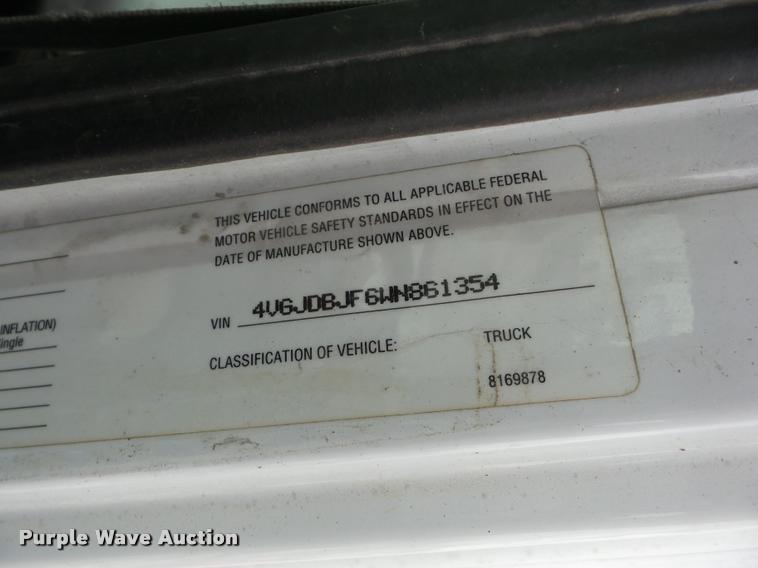 THIS VEHICLE CONFORMS TO ALL APPLICABLE FEDERAL
MOTOR VEHICLE SAFETY STANDARDS IN EFFECT ON THE
DATE OF MANUFACTURE SHOWN ABOVE.
VIN 4V6JDBJF6WN861354
INFLATION)
ingle
CLASSIFICATION OF VEHICLE: TRUCK
8169878
Purple Wave Auction